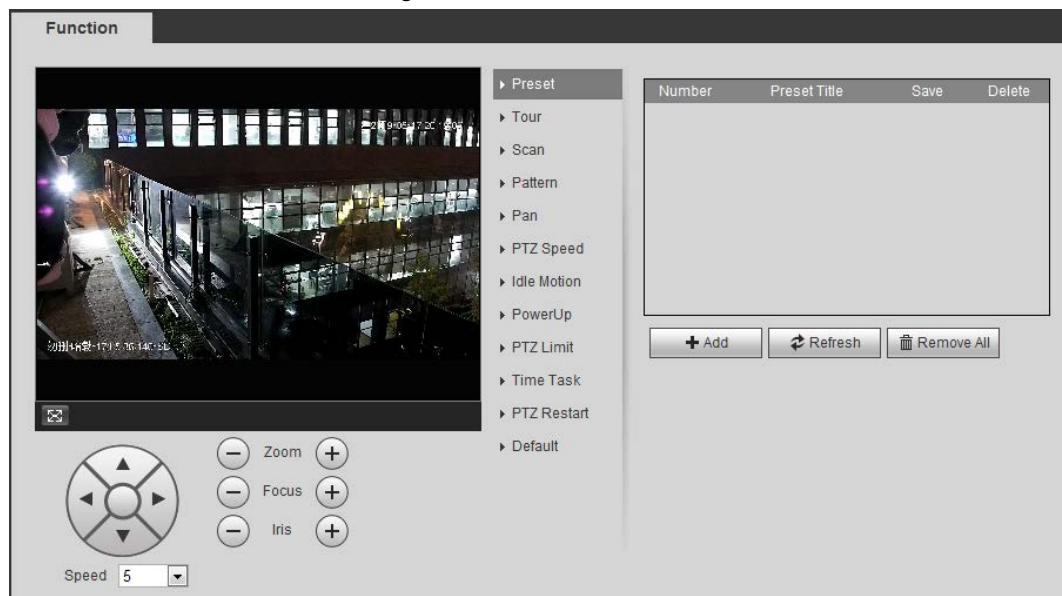 Function
Preset
Tour
Scan
Pattern
Pan
PTZ Speed
Idle Motion
PowerUp
PTZ Limit
Time Task
PTZ Restart
Default
Number Preset Title Save Delete
Add Refresh Remove All
Zoom
Focus
Iris
Speed 5